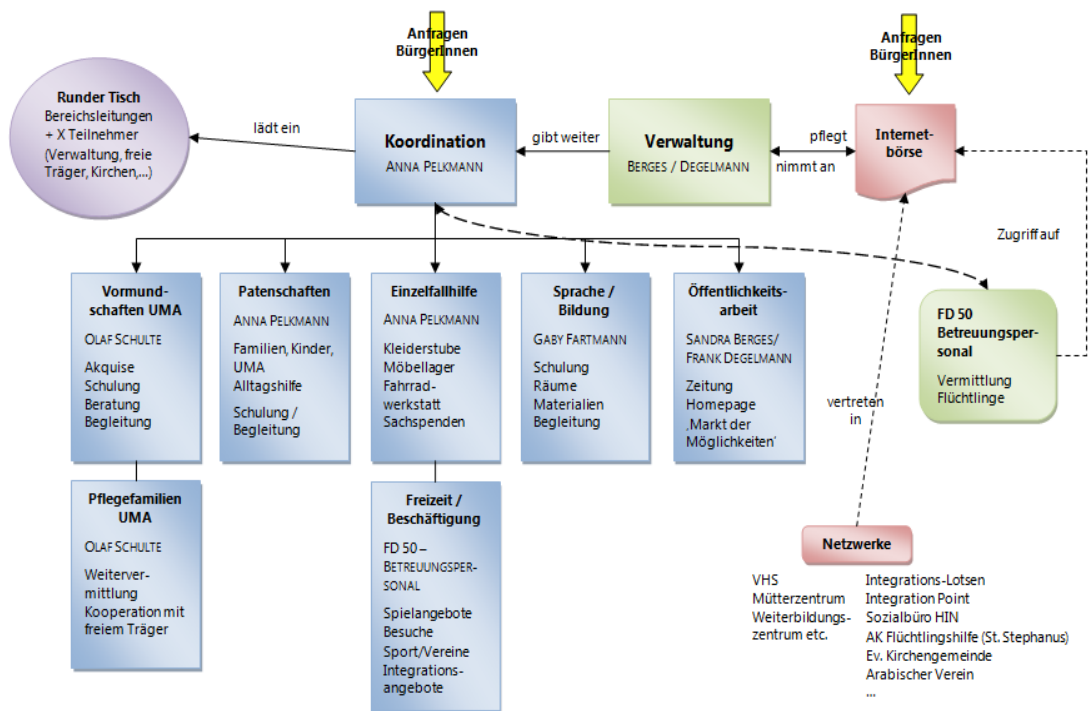 Anfragen
BürgerInnen
Anfragen
BürgerInnen
Runder Tisch
Bereichsleitungen
+ X Teilnehmer
(Verwaltung, freie
Träger, Kirchen,...)
lädt ein
Koordination
ANNA PELKMANN
gibt weiter
Verwaltung
BERGES / DEGELMANN
pflegt
nimmt an
Internet-
börse
Zugriff auf
Vormund-
schaften UMA
OLAF SCHULTE
Akquise
Schulung
Beratung
Begleitung
Patenschaften
ANNA PELKMANN
Familien, Kinder,
UMA
Alltagshilfe
Schulung /
Begleitung
Einzelfallhilfe
ANNA PELKMANN
Kleiderstube
Möbellager
Fahrrad-
werkstatt
Sachspenden
Sprache /
Bildung
GABY FARTMANN
Schulung
Räume
Materialien
Begleitung
Öffentlichkeits-
arbeit
SANDRA BERGES/
FRANK DEGELMANN
Zeitung
Homepage
‚Markt der
Möglichkeiten‘
FD 50
Betreuungsper-
sonal
Vermittlung
Flüchtlinge
vertreten
in
Pflegefamilien
UMA
OLAF SCHULTE
Weiterver-
mittlung
Kooperation mit
freiem Träger
Freizeit /
Beschäftigung
FD 50 –
BETREUUNGSPER-
SONAL
Spielangebote
Besuche
Sport/Vereine
Integrations-
angebote
Netzwerke
VHS
Mütterzentrum
Weiterbildungs-
zentrum etc.
Integrations-Lotsen
Integration Point
Sozialbüro HIN
AK Flüchtlingshilfe (St. Stephanus)
Ev. Kirchengemeinde
Arabischer Verein
...